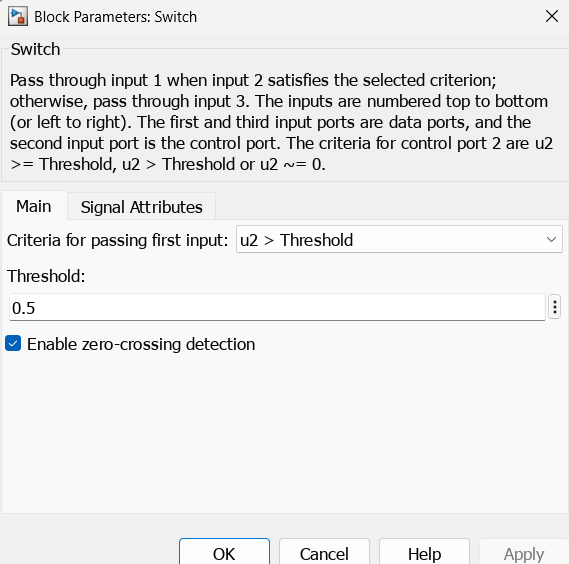 Block Parameters: Switch
Switch
Pass through input 1 when input 2 satisfies the selected criterion;
otherwise, pass through input 3. The inputs are numbered top to bottom
(or left to right). The first and third input ports are data ports, and the
second input port is the control port. The criteria for control port 2 are u2
>= Threshold, u2 > Threshold or u2 ~= 0.
Main Signal Attributes
Criteria for passing first input: u2 > Threshold
Threshold:
0.5
Enable zero-crossing detection
OK Cancel Help Apply